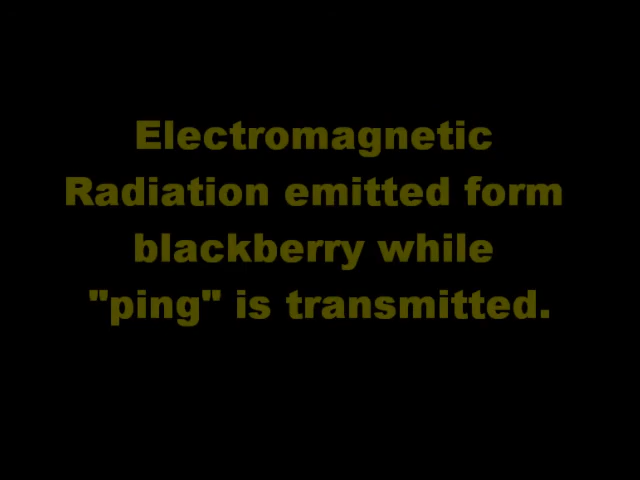 Electromagnetic
Radiation emitted form
blackberry while
"ping" is transmitted.